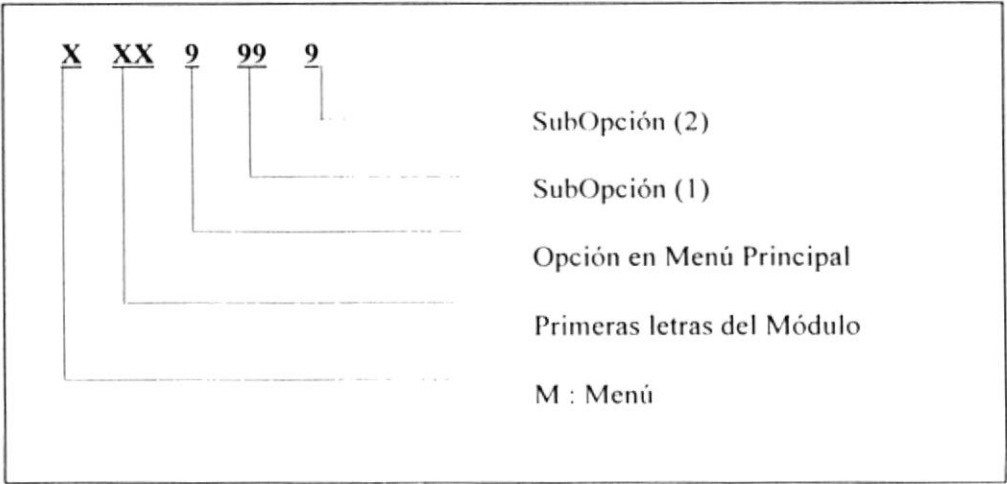 X XX 9 99 9
SubOpción (2)
SubOpción (1)
Opción en Menú Principal
Primeras letras del Módulo
M : Menú